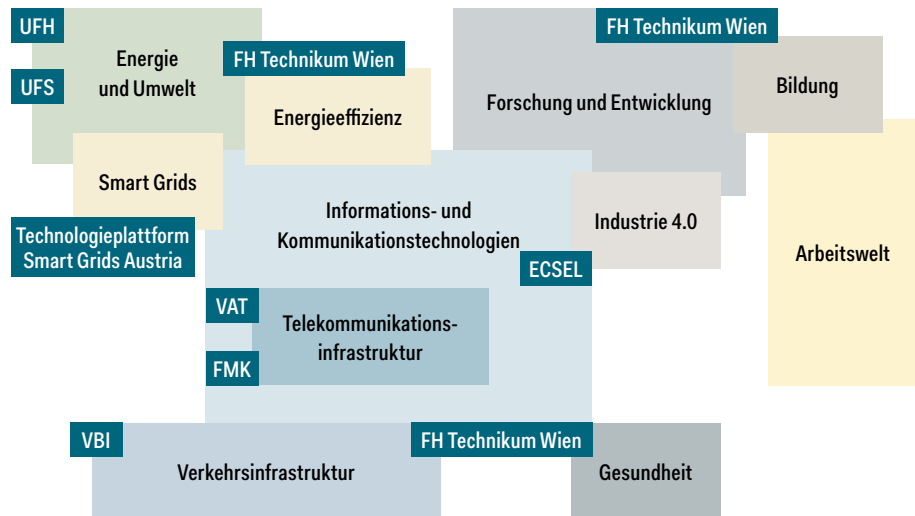 UFH
Energie
und Umwelt
UFS
FH Technikum Wien
Energieeffizienz
FH Technikum Wien
Forschung und Entwicklung
Bildung
Smart Grids
Technologieplattform
Smart Grids Austria
Informations- und
Kommunikationstechnologien
Industrie 4.0
ECSEL
Arbeitswelt
VAT
Telekommunikations-
infrastruktur
FMK
VBI
Verkehrsinfrastruktur
FH Technikum Wien
Gesundheit